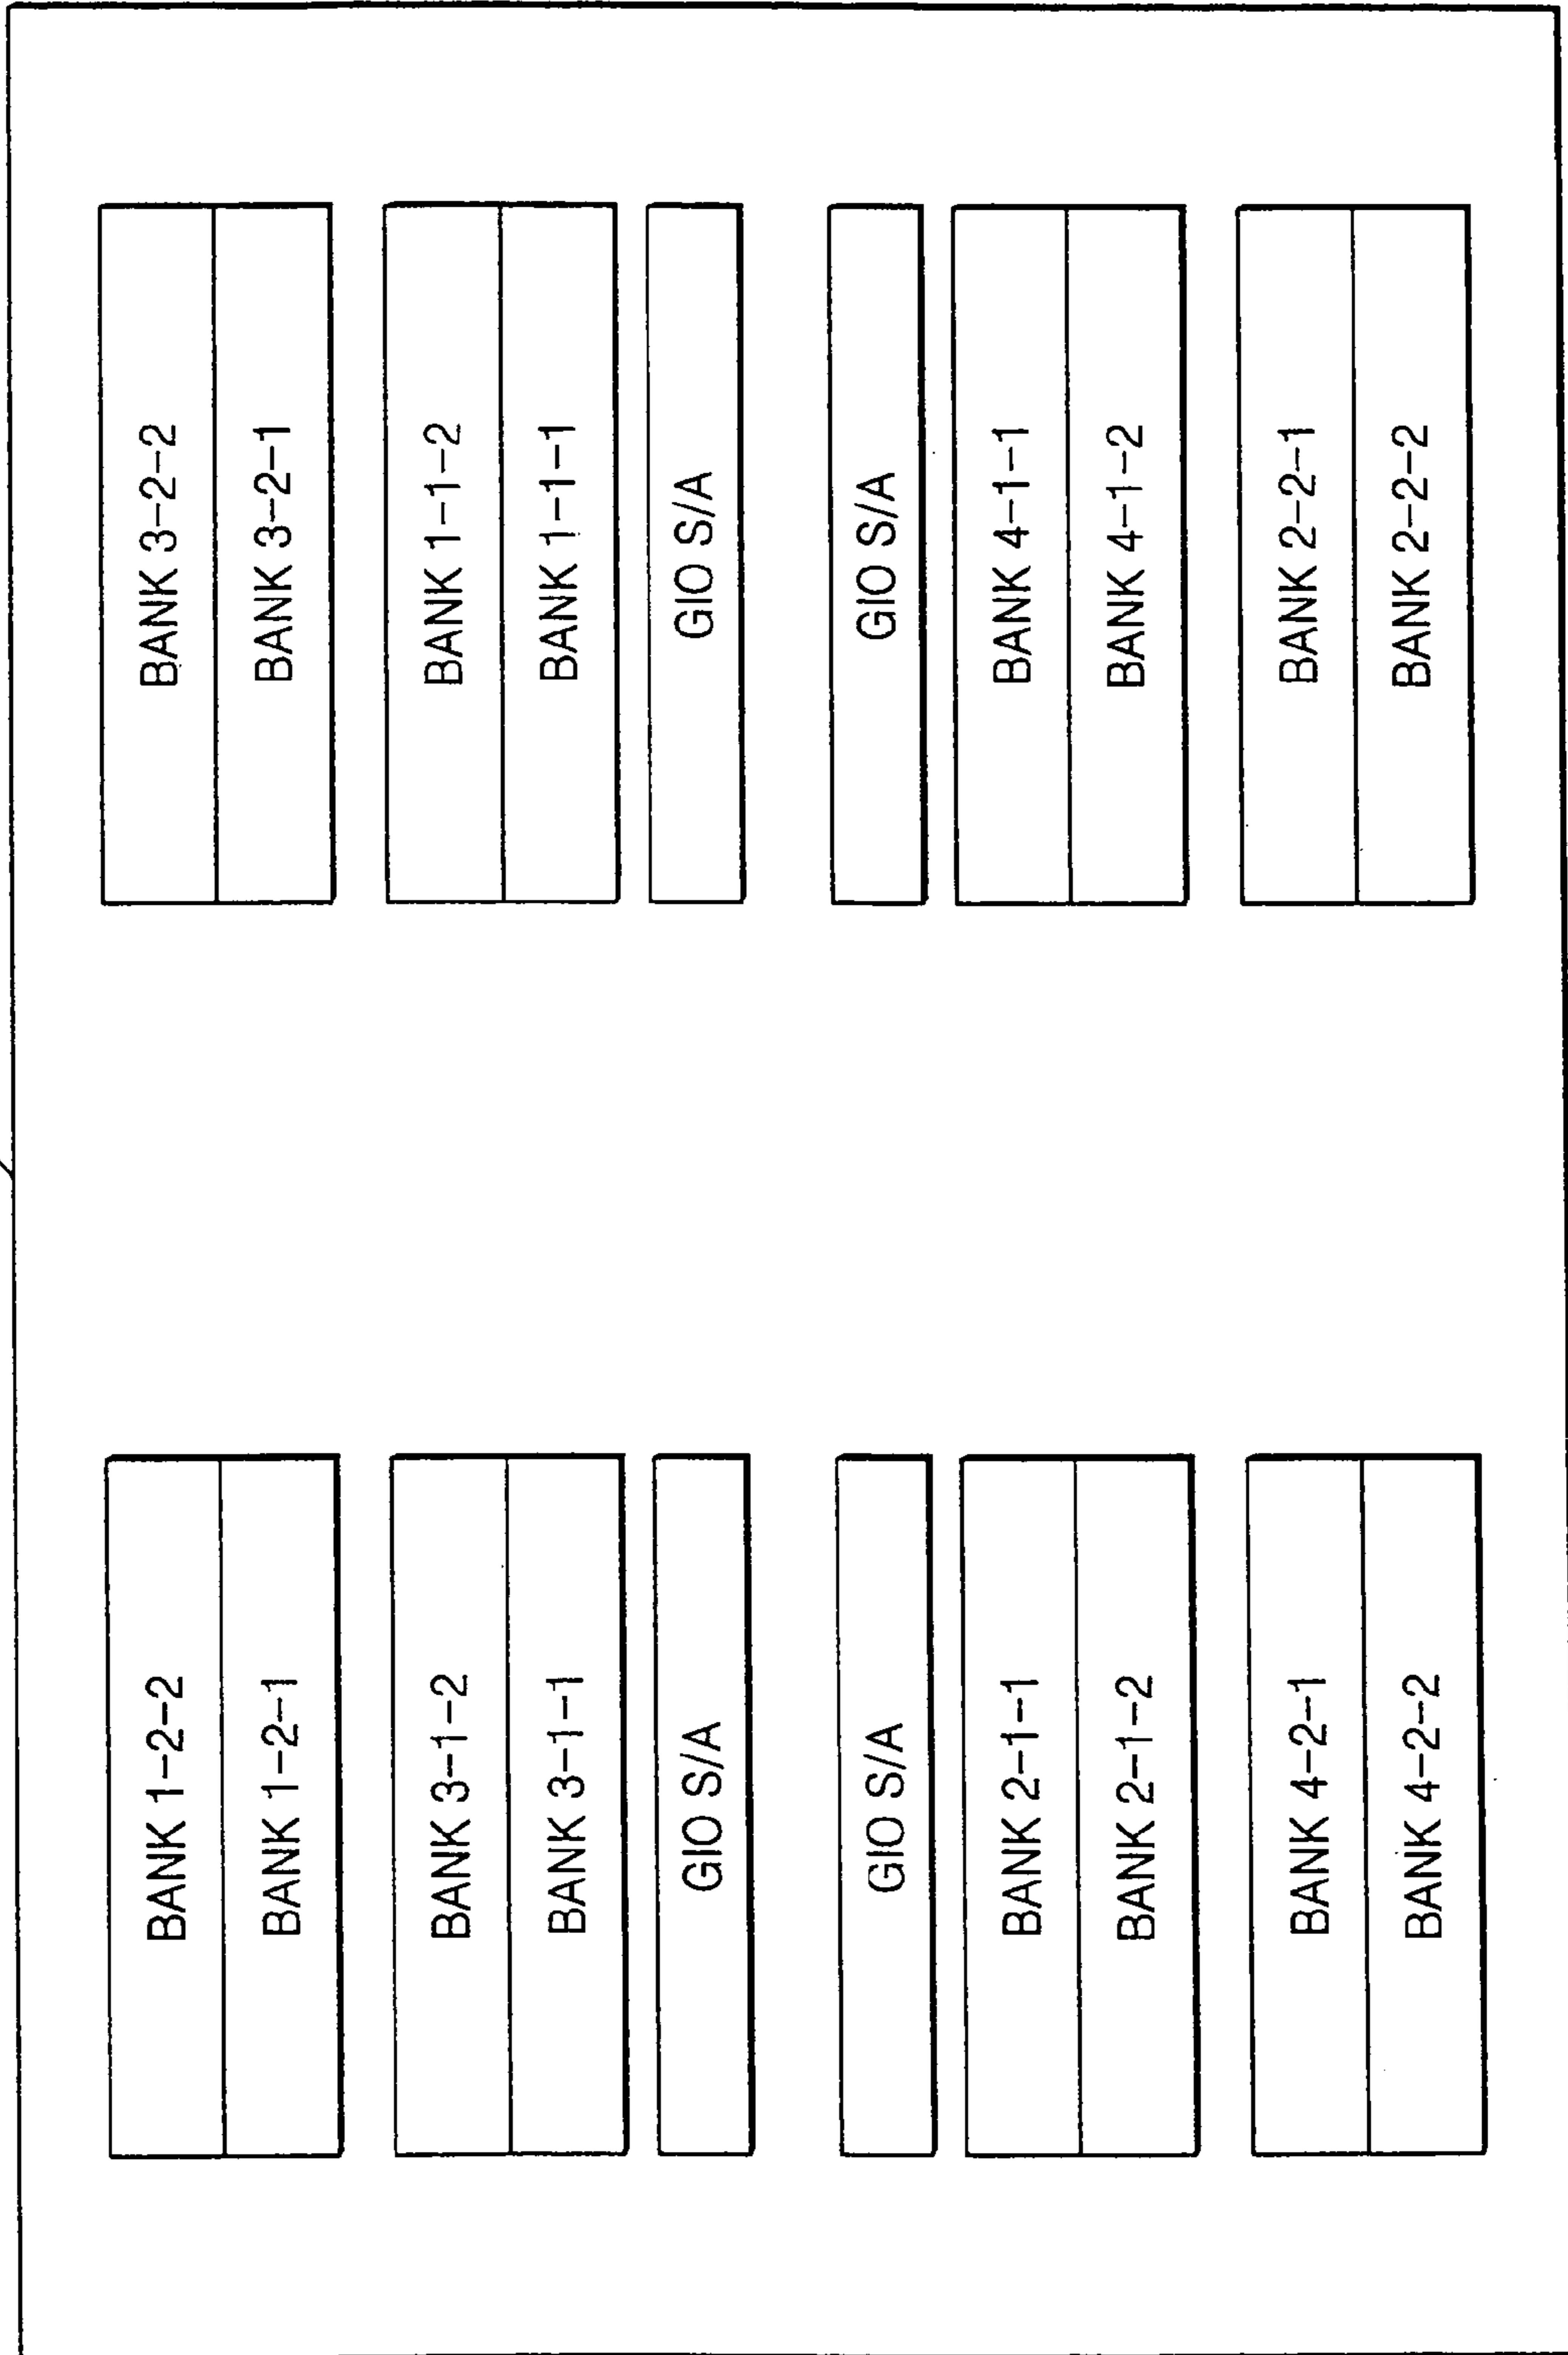 BANK 1-2-2
BANK 3-2-2
BANK 1-2-1
BANK 3-2-1
BANK 3-1-2
BANK 1-1-2
BANK 3-1-1
BANK 1-1-1
GIO S/A
GIO S/A
GIO S/A
GIO S/A
BANK 2-1-1
BANK 4-1-1
BANK 2-1-2
BANK 4-1-2
BANK 4-2-1
BANK 2-2-1
BANK 4-2-2
BANK 2-2-2